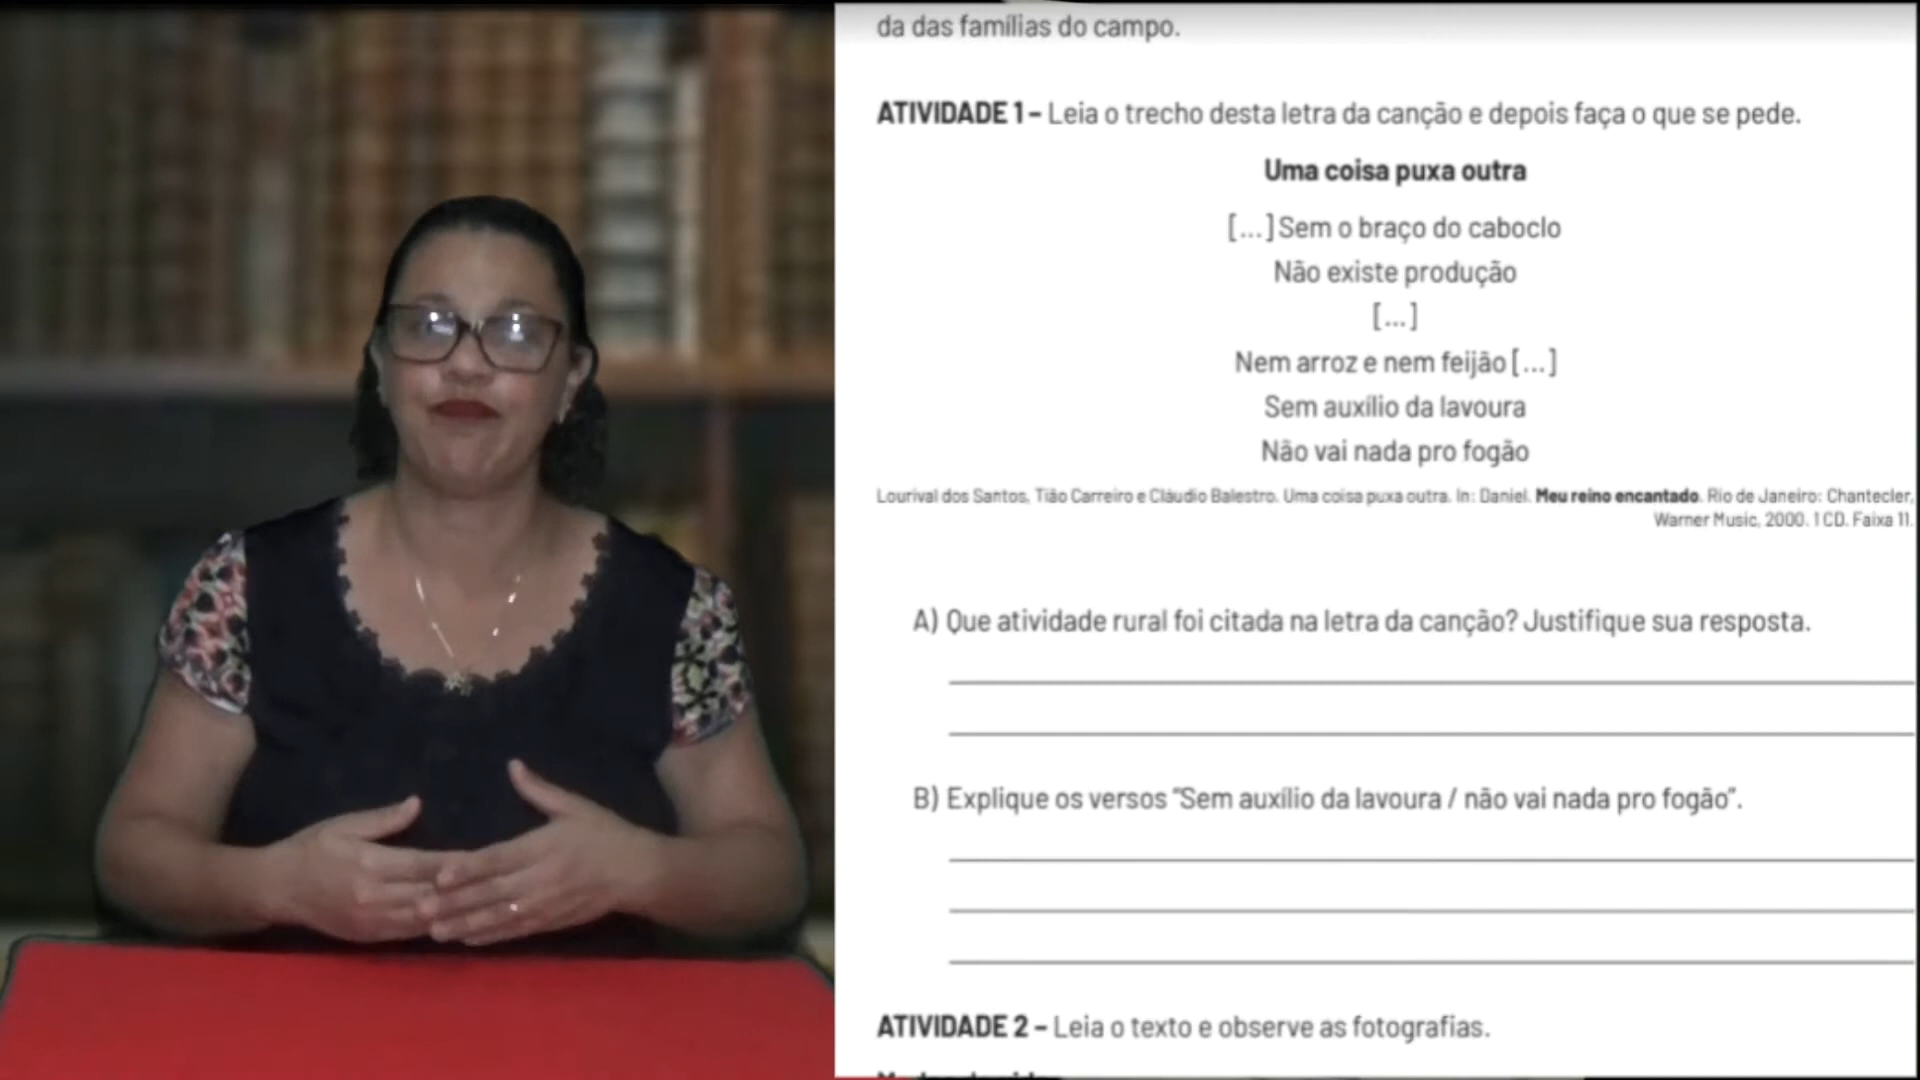 da das famílias do campo.
ATIVIDADE 1 – Leia o trecho desta letra da canção e depois faça o que se pede.
Uma coisa puxa outra
[...] Sem o braço do caboclo
Não existe produção
[...]
Nem arroz e nem feijão [...]
Sem auxílio da lavoura
Não vai nada pro fogão
Lourival dos Santos, Tião Carreiro e Cláudio Balestro. Uma coisa puxa outra. In: Daniel. Meu reino encantado. Rio de Janeiro: Chantecler,
Warner Music, 2000. 1 CD. Faixa 11.
A) Que atividade rural foi citada na letra da canção? Justifique sua resposta.
B) Explique os versos “Sem auxílio da lavoura / não vai nada pro fogão”.
ATIVIDADE 2 – Leia o texto e observe as fotografias.